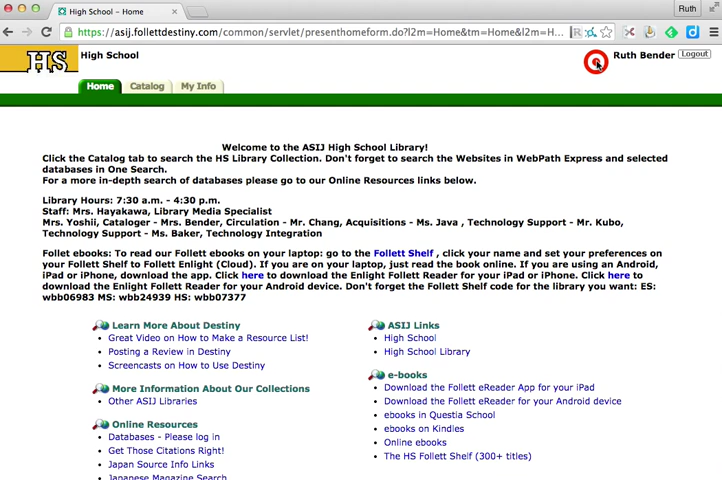 High School - Home
Ruth
https://asij.follettdestiny.com/common/servlet/presenthomeform.do?l2m=Home&tm=Home&l2m=H...
HS
High School
Ruth Bender
Logout
Home
Catalog
My Info
Welcome to the ASIJ High School Library!
Click the Catalog tab to search the HS Library Collection. Don't forget to search the Websites in WebPath Express and selected
databases in One Search.
For a more in-depth search of databases please go to our Online Resources links below.
Library Hours: 7:30 a.m. - 4:30 p.m.
Staff: Mrs. Hayakawa, Library Media Specialist
Mrs. Yoshii, Cataloger - Mrs. Bender, Circulation - Mr. Chang, Acquisitions - Ms. Java , Technology Support - Mr. Kubo,
Technology Support - Ms. Baker, Technology Integration
Follet ebooks: To read our Follett ebooks on your laptop: go to the Follett Shelf , click your name and set your preferences on
your Follett Shelf to Follett Enlight (Cloud). If you are on your laptop, just read the book online. If you are using an Android,
iPad or iPhone, download the app. Click here to download the Enlight Follett Reader for your iPad or iPhone. Click here to
download the Enlight Follett Reader for your Android device. Don't forget the Follett Shelf code for the library you want: ES:
wbb06983 MS: wbb24939 HS: wbb07377
Learn More About Destiny
Great Video on How to Make a Resource List!
Posting a Review in Destiny
Screencasts on How to Use Destiny
More Information About Our Collections
Other ASIJ Libraries
Online Resources
Databases - Please log in
Get Those Citations Right!
Japan Source Info Links
Japanese Magazine Search
ASIJ Links
High School
High School Library
e-books
Download the Follett eReader App for your iPad
Download the Follett eReader for your Android device
ebooks in Questia School
ebooks on Kindles
Online ebooks
The HS Follett Shelf (300+ titles)